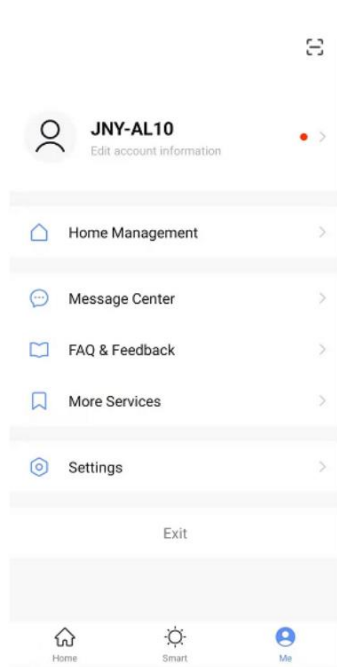 JNY-AL10
Edit account information
Home Management
Message Center
FAQ & Feedback
More Services
Settings
Exit
Home
Smart
Me